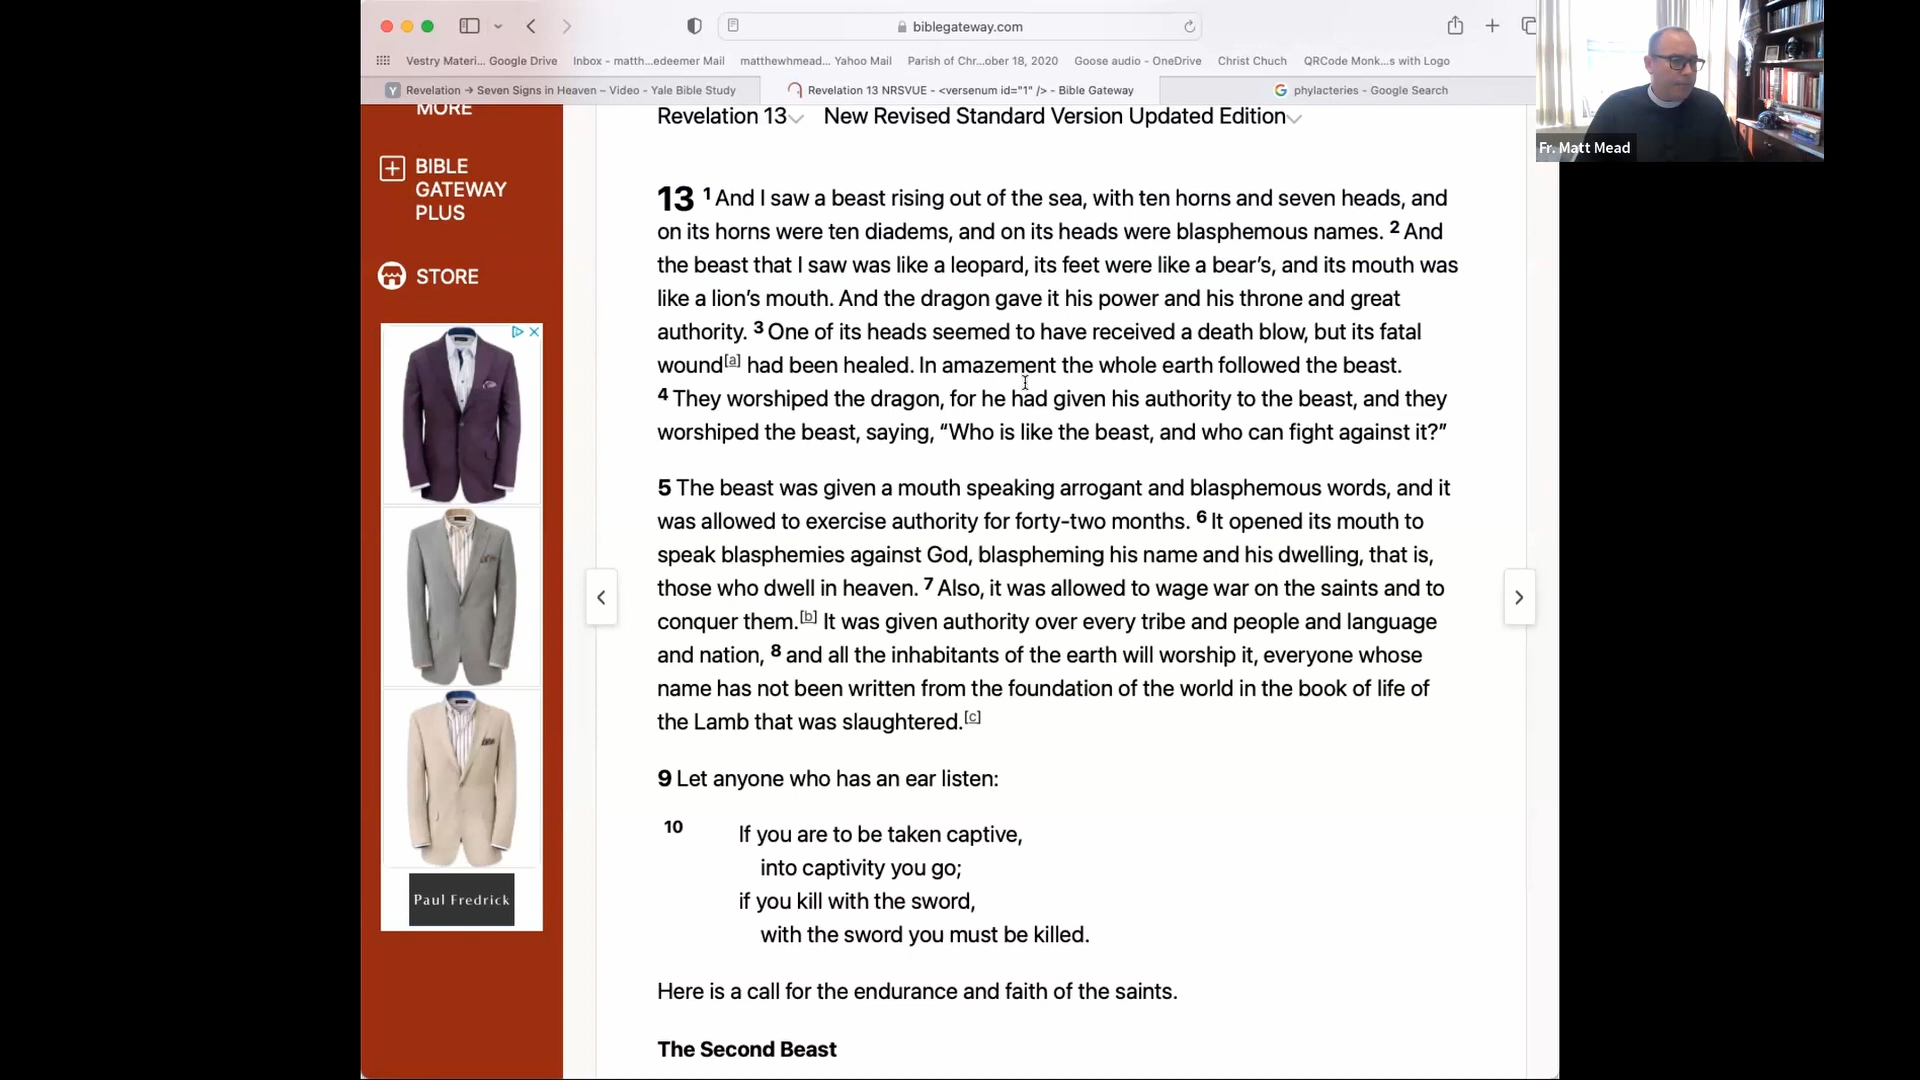 biblegateway.com
Vestry Materi... Google Drive
Inbox - matth...edeemer Mail
matthewhmead... Yahoo Mail
Parish of Chr...ober 18, 2020
Goose audio - OneDrive
Christ Chuch
QRCode Monk...s with Logo
Y Revelation → Seven Signs in Heaven – Video - Yale Bible Study
Revelation 13 NRSVUE - <versenum id="1" /> - Bible Gateway
G phylacteries - Google Search
Fr. Matt Mead
MORE
BIBLE
GATEWAY
PLUS
STORE
Paul Fredrick
Revelation 13 New Revised Standard Version Updated Edition
13 1 And I saw a beast rising out of the sea, with ten horns and seven heads, and
on its horns were ten diadems, and on its heads were blasphemous names. 2 And
the beast that I saw was like a leopard, its feet were like a bear’s, and its mouth was
like a lion’s mouth. And the dragon gave it his power and his throne and great
authority. 3 One of its heads seemed to have received a death blow, but its fatal
wound[a] had been healed. In amazement the whole earth followed the beast.
4 They worshiped the dragon, for he had given his authority to the beast, and they
worshiped the beast, saying, “Who is like the beast, and who can fight against it?”
5 The beast was given a mouth speaking arrogant and blasphemous words, and it
was allowed to exercise authority for forty-two months. 6 It opened its mouth to
speak blasphemies against God, blaspheming his name and his dwelling, that is,
those who dwell in heaven. 7 Also, it was allowed to wage war on the saints and to
conquer them.[b] It was given authority over every tribe and people and language
and nation, 8 and all the inhabitants of the earth will worship it, everyone whose
name has not been written from the foundation of the world in the book of life of
the Lamb that was slaughtered.[c]
9 Let anyone who has an ear listen:
10 If you are to be taken captive,
into captivity you go;
if you kill with the sword,
with the sword you must be killed.
Here is a call for the endurance and faith of the saints.
The Second Beast